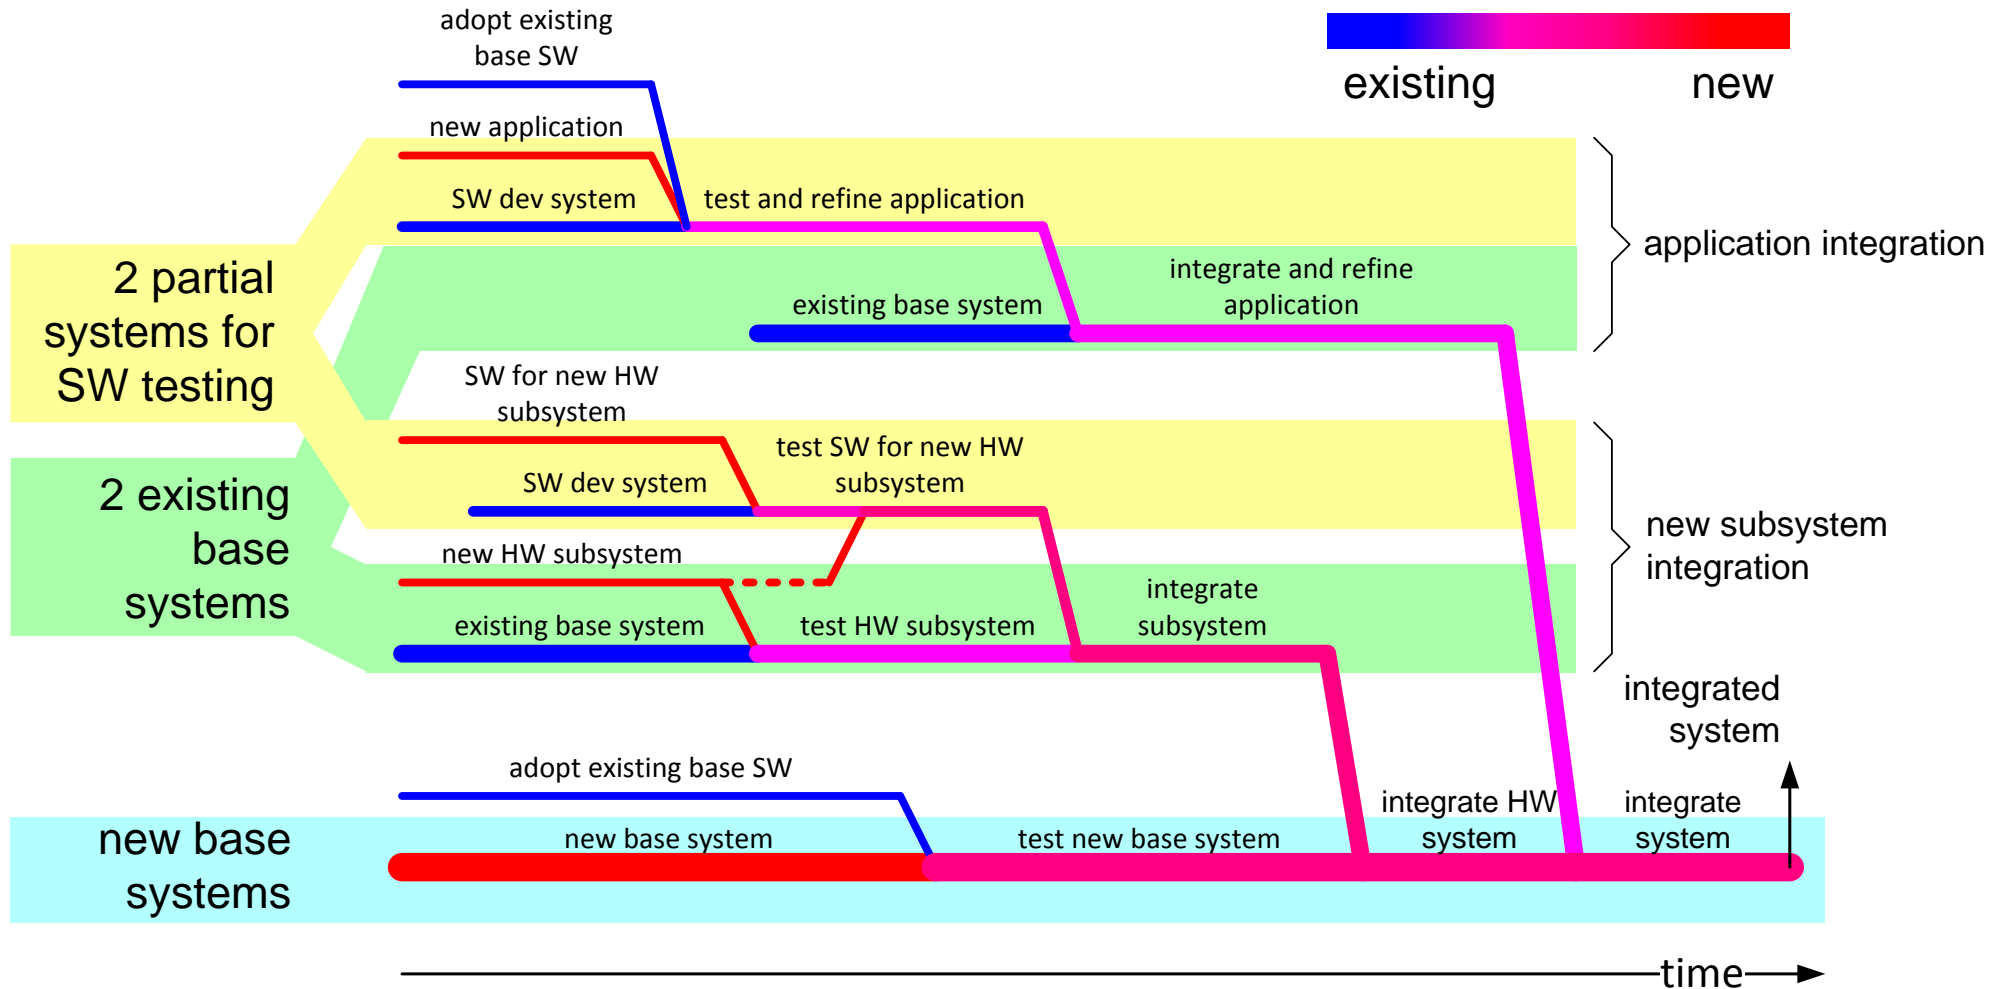 adopt existing
base SW
existing
new
new application
SW dev system
test and refine application
application integration
2 partial
systems for
SW testing
existing base system
integrate and refine
application
SW for new HW
subsystem
SW dev system
test SW for new HW
subsystem
new subsystem
integration
2 existing
base
systems
new HW subsystem
existing base system
test HW subsystem
integrate
subsystem
integrated
system
adopt existing base SW
new base
systems
new base system
test new base system
integrate HW
system
integrate
system
time